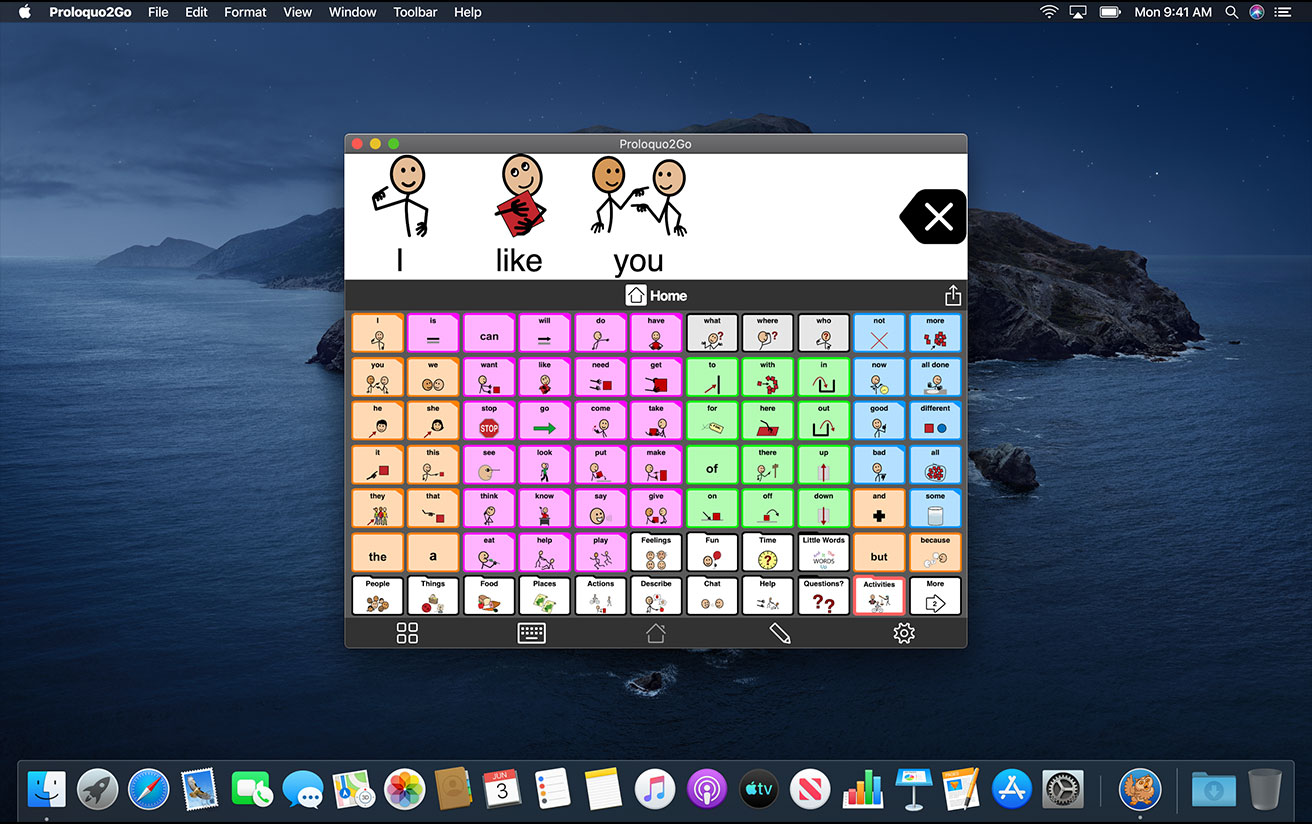 Proloquo2Go File Edit Format View Window Toolbar Help Mon 9:41 AM
Proloquo2Go
I like you
Home
I is can will do have what where who not more
you we want like need get to with in now all done
he she stop go come take for here out good different
STOP
it this see look put make of there up bad all
they that think know say give on off down and some
the a eat help play Feelings Fun Time Little Words but because
WORDS
Up
People Things Food Places Actions Describe Chat Help Questions? Activities More
2
JUN
3
3D
tv